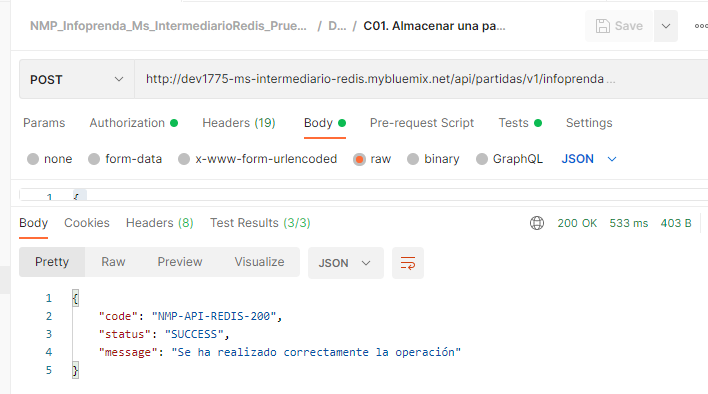 NMP_Infoprenda_Ms_IntermediarioRedis_Prue... / D... / C01. Almacenar una pa... Save
POST http://dev1775-ms-intermediario-redis.mybluemix.net/api/partidas/v1/infoprenda...
Params Authorization Headers (19) Body Pre-request Script Tests Settings
none form-data x-www-form-urlencoded raw binary GraphQL JSON
1 {
Body Cookies Headers (8) Test Results (3/3) 200 OK 533 ms 403 B
Pretty Raw Preview Visualize JSON
1 {
2 "code": "NMP-API-REDIS-200",
3 "status": "SUCCESS",
4 "message": "Se ha realizado correctamente la operación"
5 }